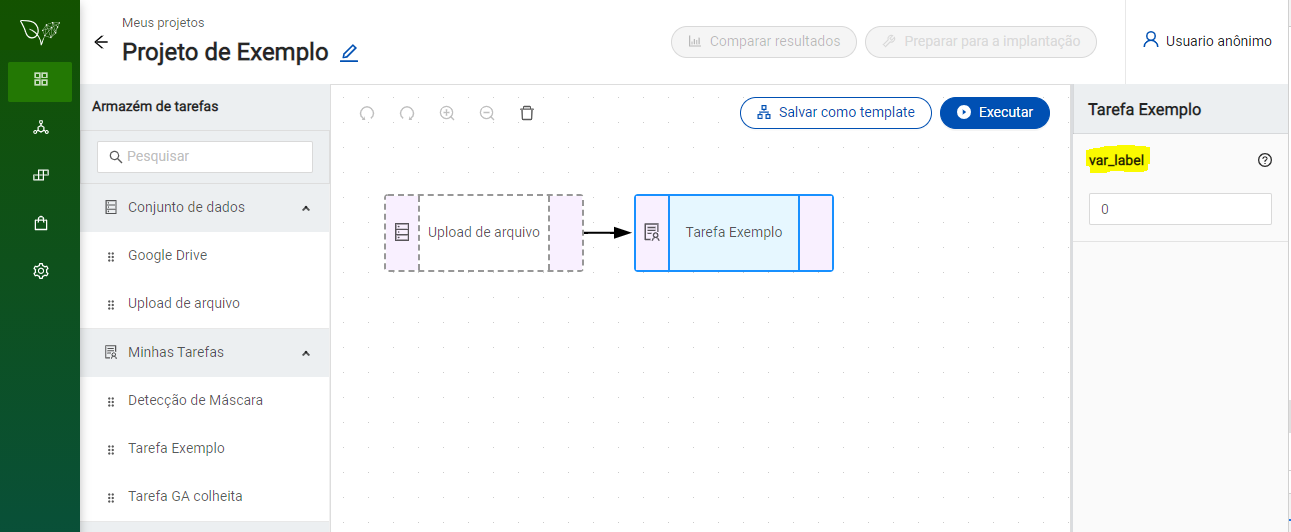 Meus projetos
Projeto de Exemplo
Comparar resultados
Preparar para a implantação
Usuario anônimo
Armazém de tarefas
Pesquisar
Conjunto de dados
Google Drive
Upload de arquivo
Minhas Tarefas
Detecção de Máscara
Tarefa Exemplo
Tarefa GA colheita
Salvar como template
Executar
Upload de arquivo
Tarefa Exemplo
Tarefa Exemplo
var_label
0